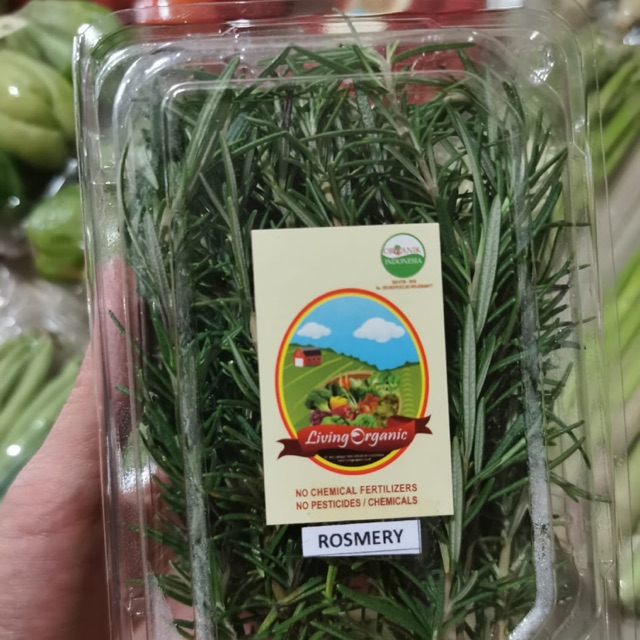 ORGANIK
INDONESIA
Living Organic
NO CHEMICAL FERTILIZERS
NO PESTICIDES / CHEMICALS
ROSMERY